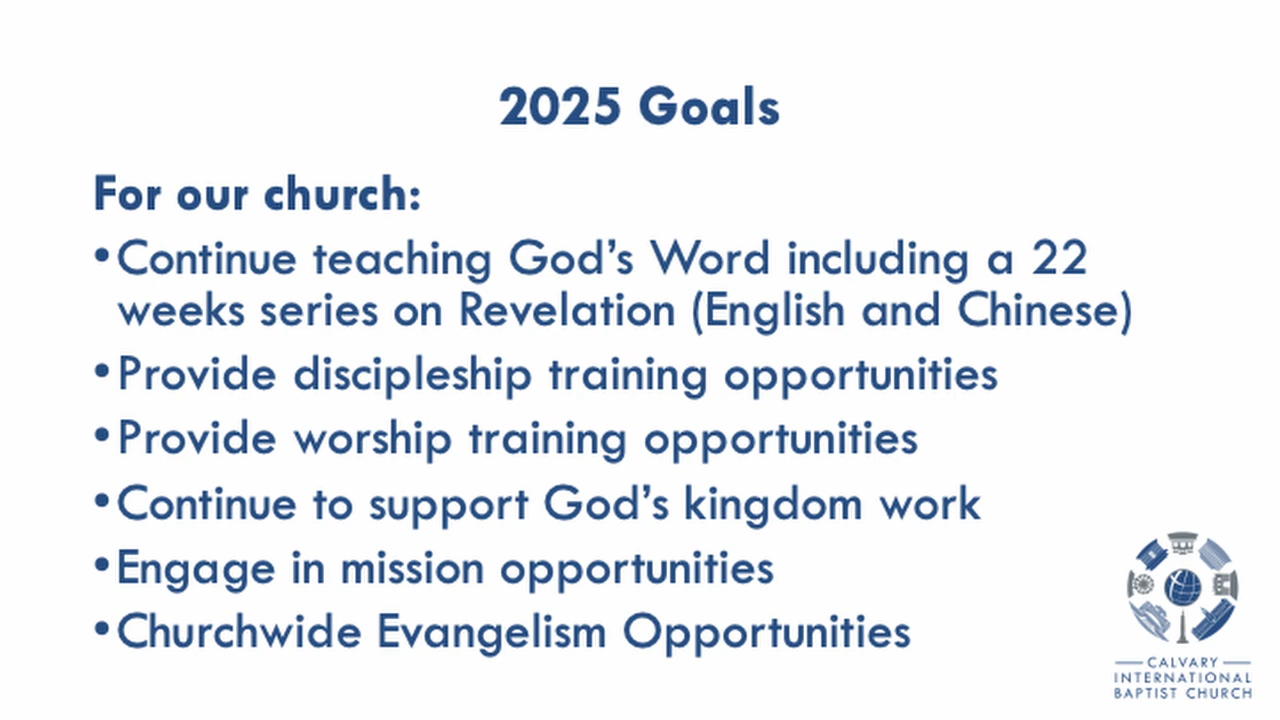 2025 Goals
For our church:
•Continue teaching God’s Word including a 22
weeks series on Revelation (English and Chinese)
•Provide discipleship training opportunities
•Provide worship training opportunities
•Continue to support God’s kingdom work
•Engage in mission opportunities
•Churchwide Evangelism Opportunities
CALVARY
INTERNATIONAL
BAPTIST CHURCH